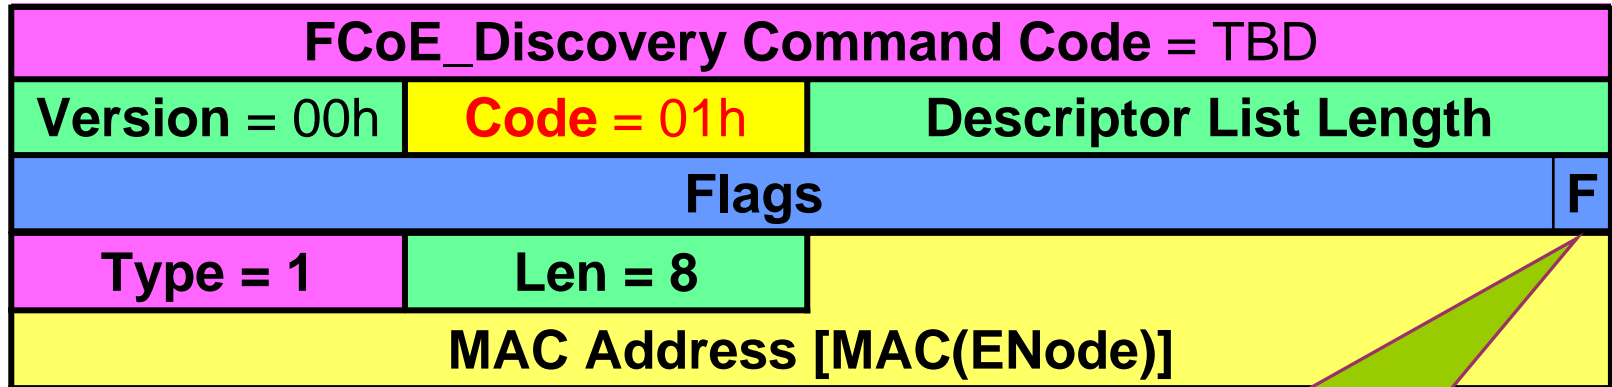 FCoE_Discovery Command Code = TBD
Version = 00h Code = 01h Descriptor List Length
Flags F
Type = 1 Len = 8
MAC Address [MAC(ENode)]